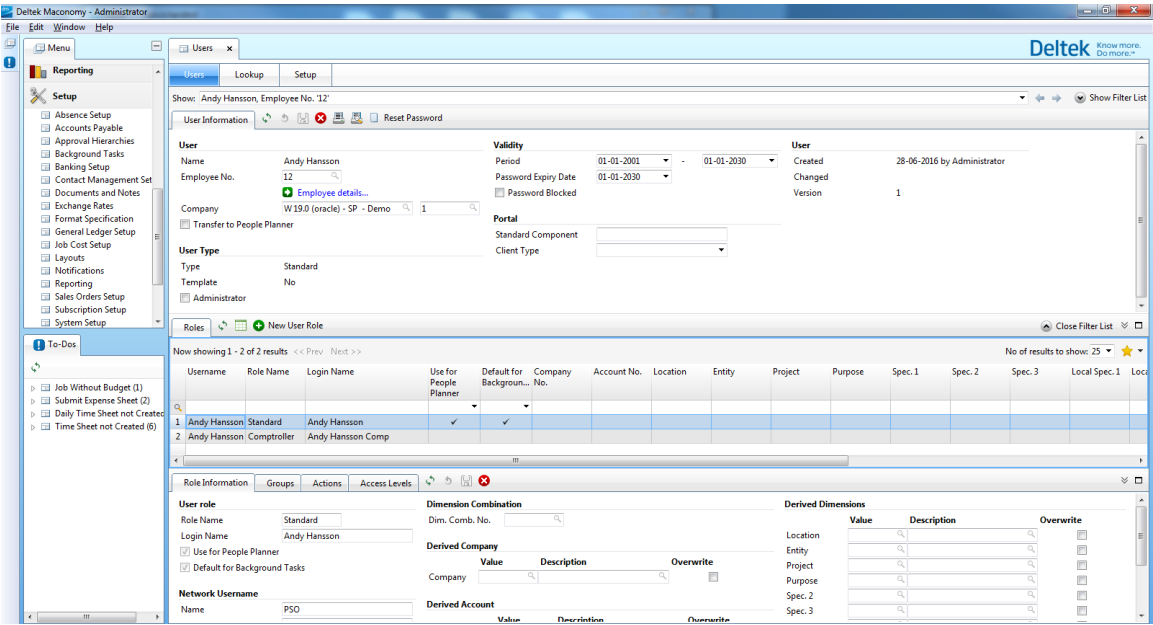 Deltek Maconomy - Administrator
File Edit Window Help
Menu
Users
Deltek Know more. Do more.™
Reporting
Setup
Absence Setup
Accounts Payable
Approval Hierarchies
Background Tasks
Banking Setup
Contact Management Set
Documents and Notes
Exchange Rates
Format Specification
General Ledger Setup
Job Cost Setup
Layouts
Notifications
Reporting
Sales Orders Setup
Subscription Setup
System Setup
To-Dos
Job Without Budget (1)
Submit Expense Sheet (2)
Daily Time Sheet not Created
Time Sheet not Created (6)
Users Lookup Setup
Show: Andy Hansson, Employee No. '12' Show Filter List
User Information Reset Password
User
Name Andy Hansson
Employee No. 12
Employee details...
Company W 19.0 (oracle) - SP - Demo 1
Transfer to People Planner
User Type
Type Standard
Template No
Administrator
Validity
Period 01-01-2001 - 01-01-2030
Password Expiry Date 01-01-2030
Password Blocked
Portal
Standard Component
Client Type
User
Created 28-06-2016 by Administrator
Changed
Version 1
Roles New User Role Close Filter List
Now showing 1 - 2 of 2 results << Prev Next >> No of results to show: 25
Username Role Name Login Name Use for People Planner Default for Backgroun... Company No. Account No. Location Entity Project Purpose Spec. 1 Spec. 2 Spec. 3 Local Spec. 1 Loca
1 Andy Hansson Standard Andy Hansson ✓ ✓
2 Andy Hansson Comptroller Andy Hansson Comp
Role Information Groups Actions Access Levels
User role
Role Name Standard
Login Name Andy Hansson
Use for People Planner
Default for Background Tasks
Network Username
Name PSO
Dimension Combination
Dim. Comb. No.
Derived Company
Value Description Overwrite
Company
Derived Account
Value Description Overwrite
Derived Dimensions
Value Description Overwrite
Location
Entity
Project
Purpose
Spec. 2
Spec. 3